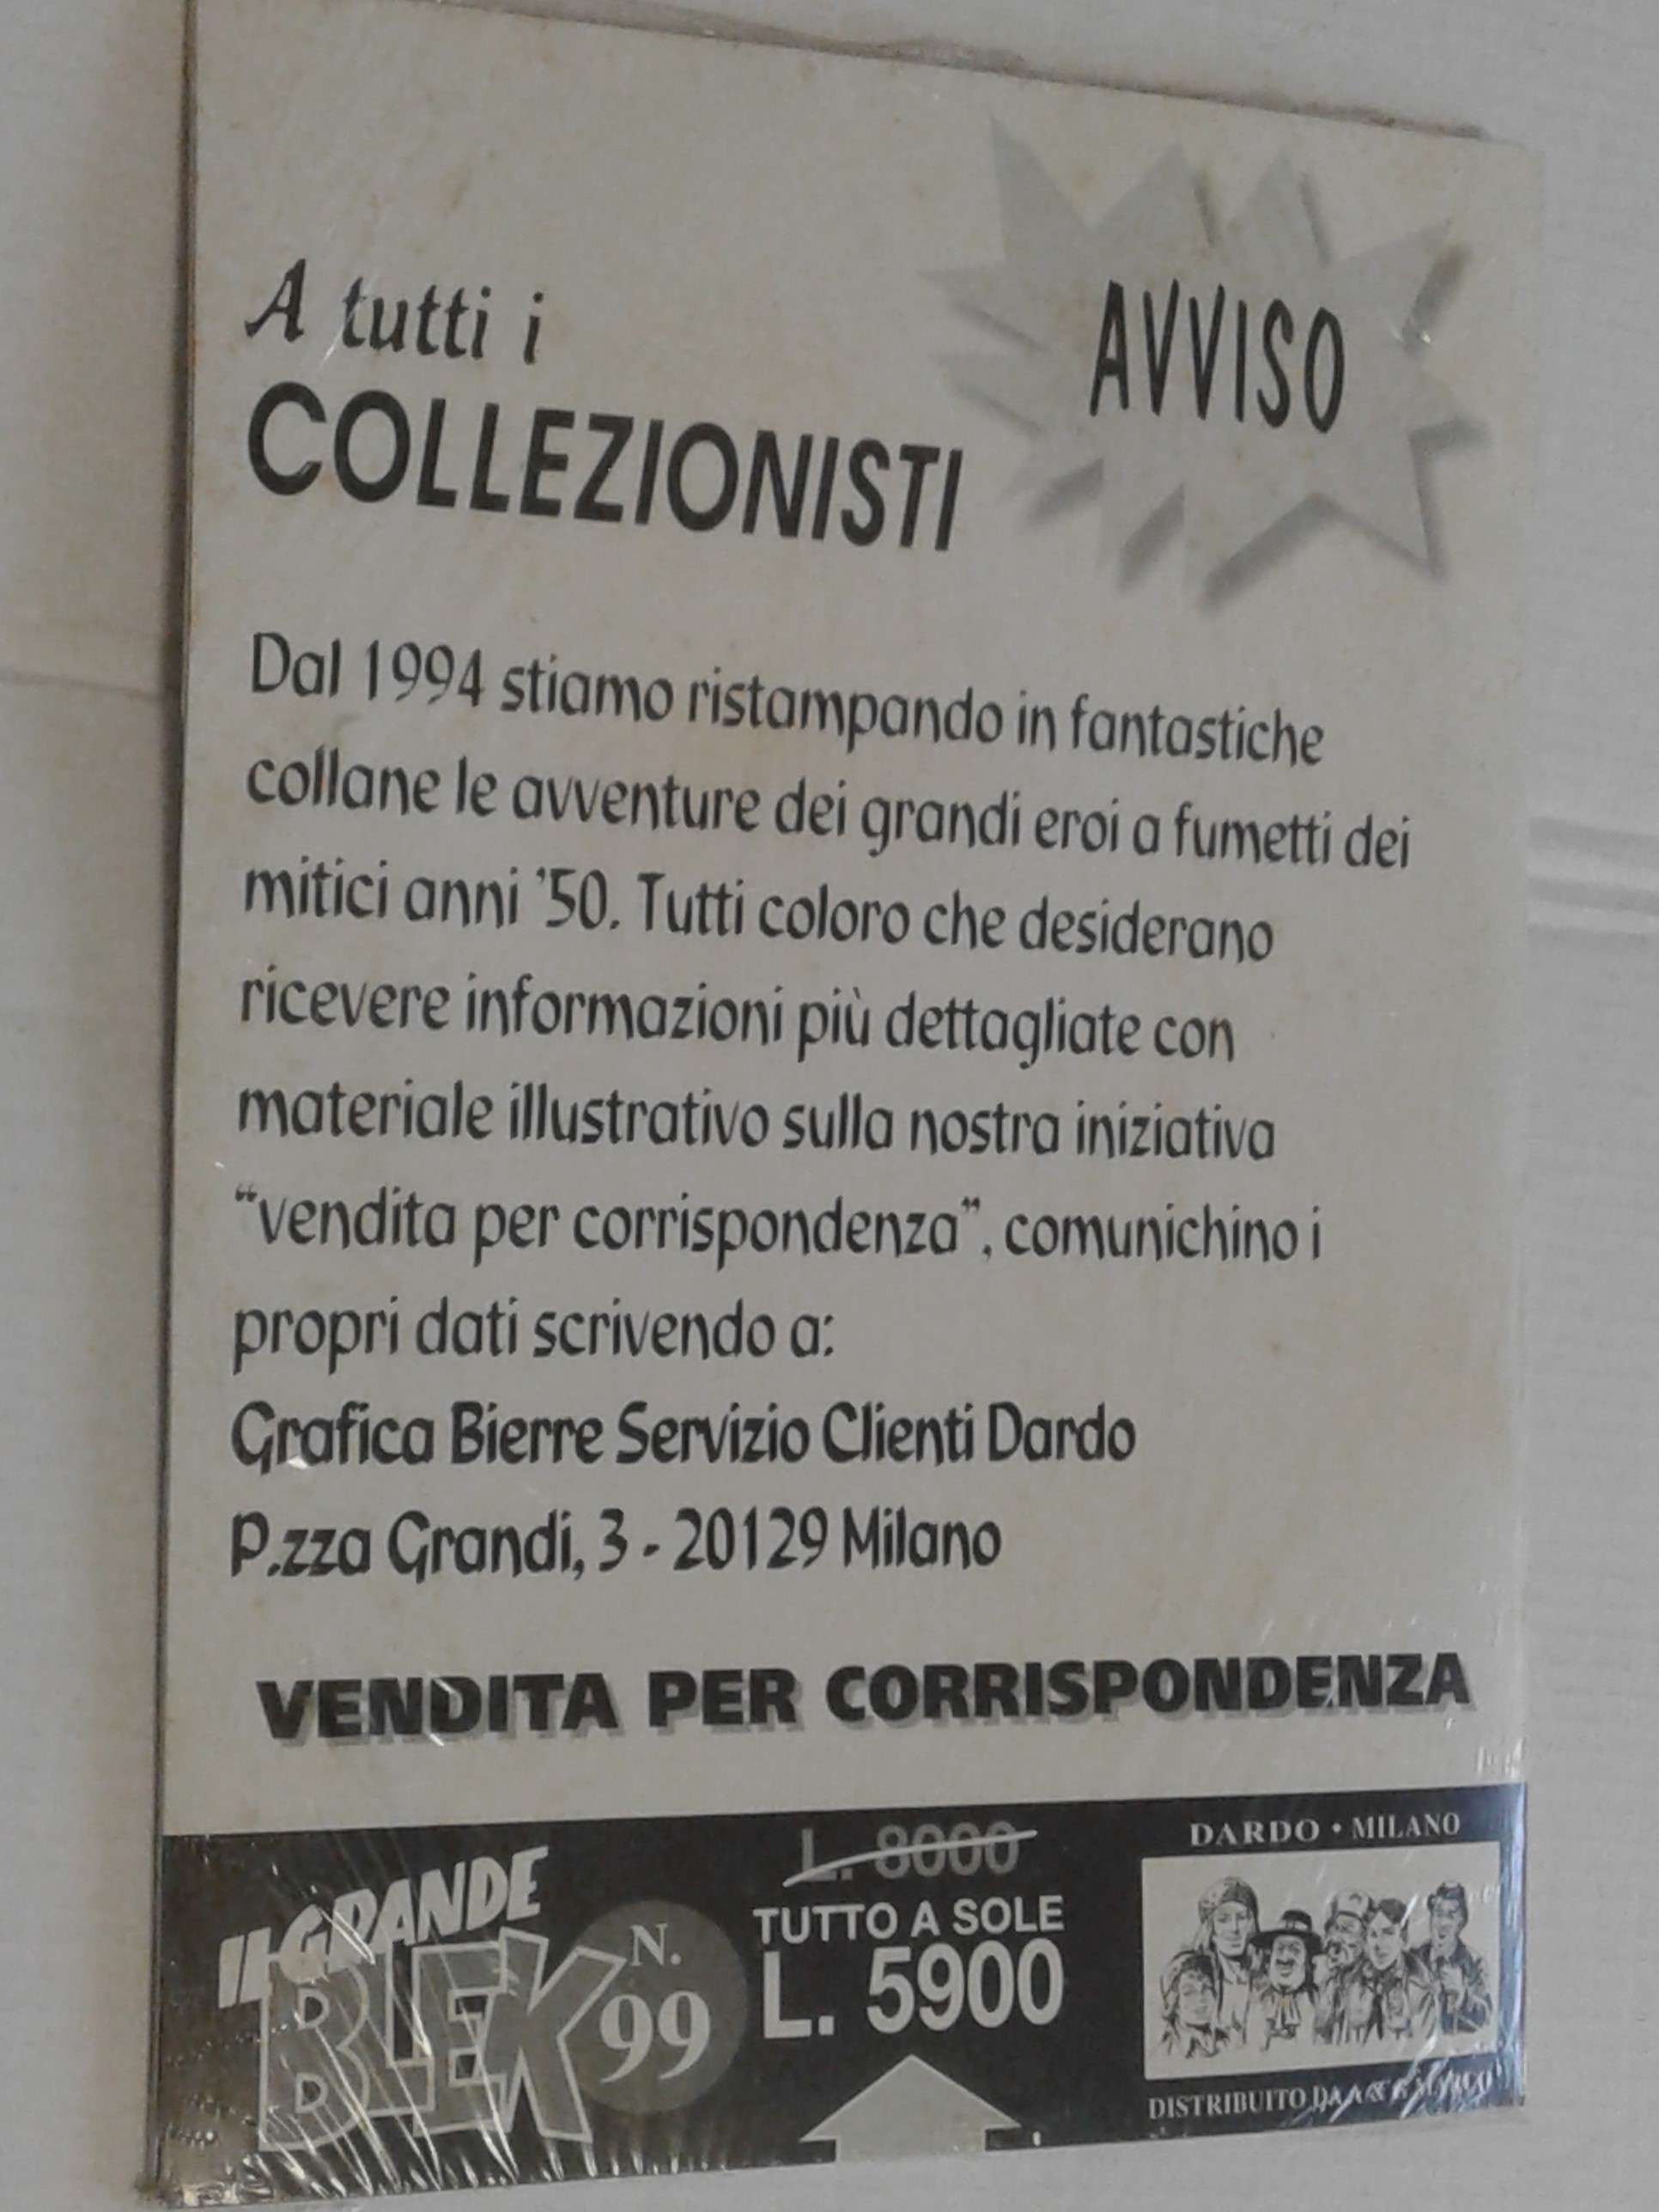 AVVISO
A tutti i
COLLEZIONISTI
Dal 1994 stiamo ristampando in fantastiche
collane le avventure dei grandi eroi a fumetti dei
mitici anni '50. Tutti coloro che desiderano
ricevere informazioni più dettagliate con
materiale illustrativo sulla nostra iniziativa
“vendita per corrispondenza”, comunichino i
propri dati scrivendo a:
Grafica Bierre Servizio Clienti Dardo
P.zza Grandi, 3 - 20129 Milano
VENDITA PER CORRISPONDENZA
Il GRANDE
BLEK
N.
99
L. 8000
TUTTO A SOLE
L. 5900
DARDO • MILANO
DISTRIBUITO DA A & G MARCO